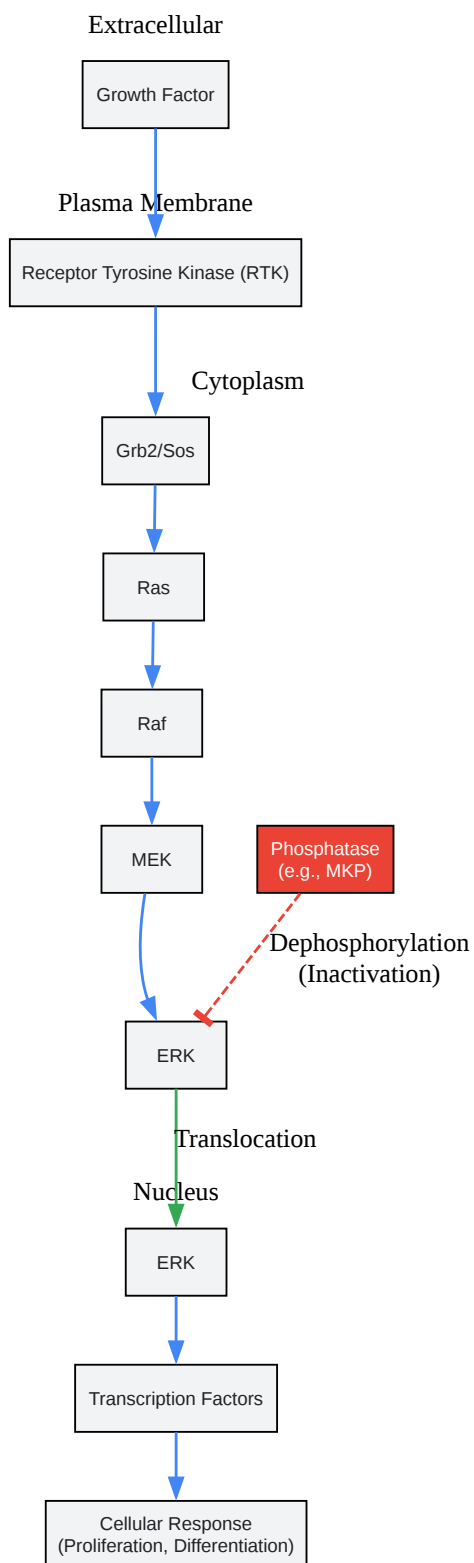 Extracellular
Growth Factor
Plasma Membrane
Receptor Tyrosine Kinase (RTK)
Cytoplasm
Grb2/Sos
Ras
Raf
MEK
Phosphatase
(e.g., MKP)
Dephosphorylation
(Inactivation)
ERK
Translocation
Nucleus
ERK
Transcription Factors
Cellular Response
(Proliferation, Differentiation)